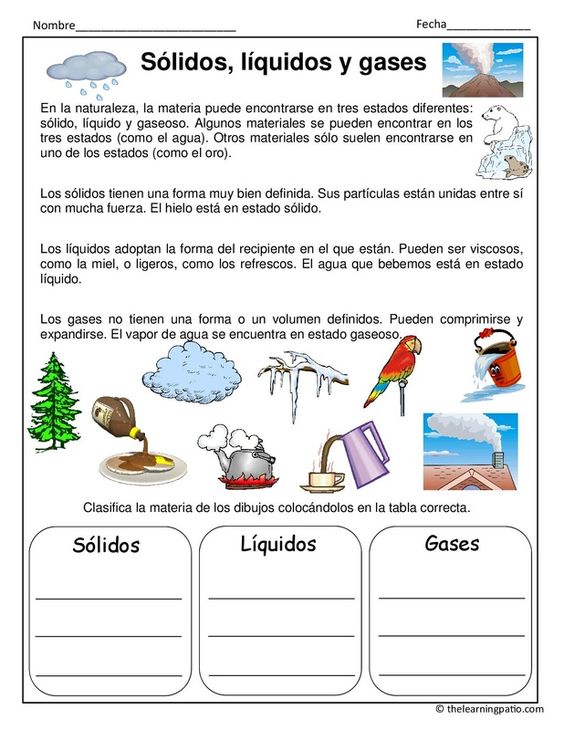 Nombre_________________________ Fecha_____________
Sólidos, líquidos y gases
En la naturaleza, la materia puede encontrarse en tres estados diferentes:
sólido, líquido y gaseoso. Algunos materiales se pueden encontrar en los
tres estados (como el agua). Otros materiales sólo suelen encontrarse en
uno de los estados (como el oro).
Los sólidos tienen una forma muy bien definida. Sus partículas están unidas entre sí
con mucha fuerza. El hielo está en estado sólido.
Los líquidos adoptan la forma del recipiente en el que están. Pueden ser viscosos,
como la miel, o ligeros, como los refrescos. El agua que bebemos está en estado
líquido.
Los gases no tienen una forma o un volumen definidos. Pueden comprimirse y
expandirse. El vapor de agua se encuentra en estado gaseoso.
Clasifica la materia de los dibujos colocándolos en la tabla correcta.
Sólidos
Líquidos
Gases
© thelearningpatio.com